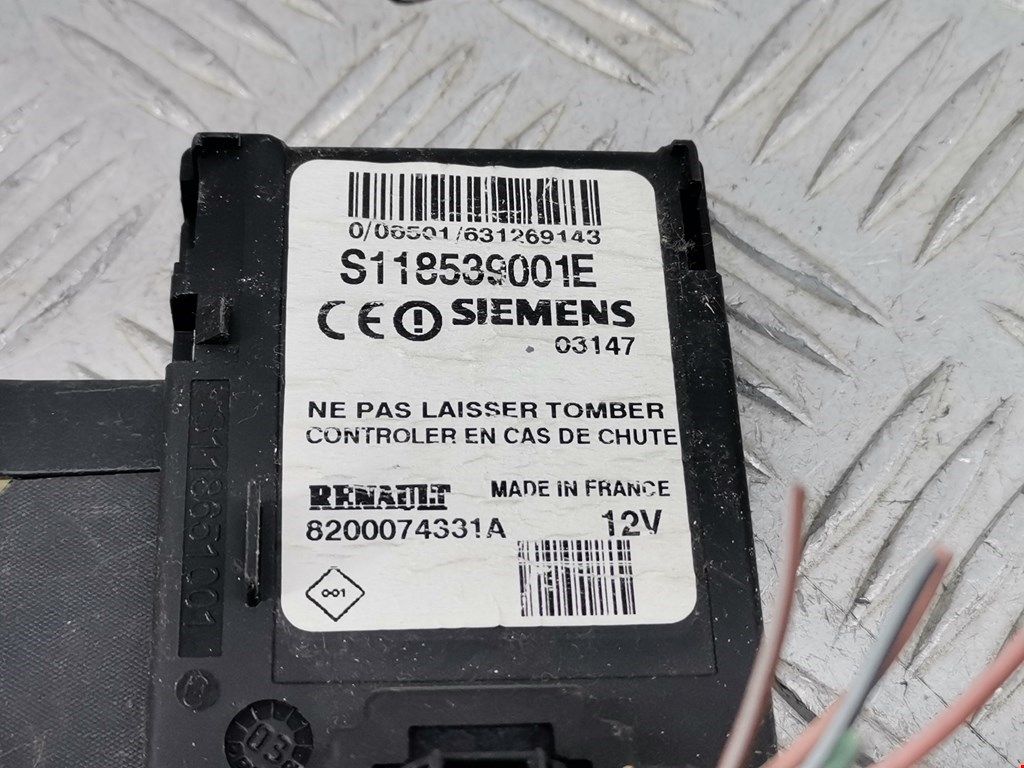 0/06501/631269143
S118539001E
CE SIEMENS
03147
NE PAS LAISSER TOMBER
CONTROLER EN CAS DE CHUTE
RENAULT MADE IN FRANCE
8200074331A 12V
001